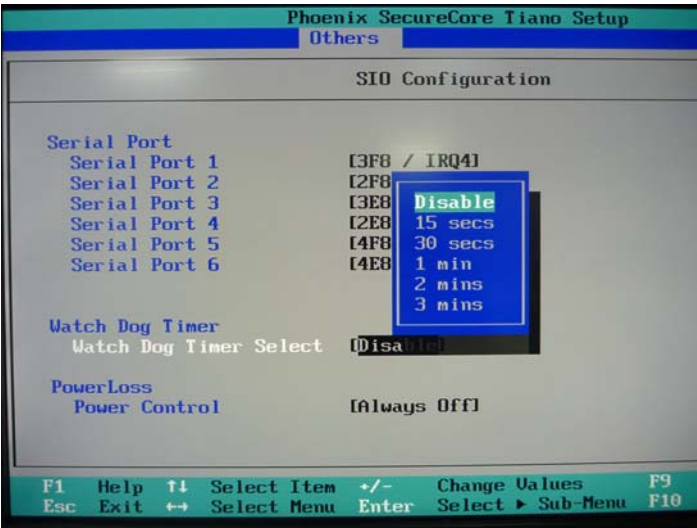 Phoenix SecureCore Tiano Setup
Others
SIO Configuration
Serial Port
Serial Port 1 [3F8 / IRQ4]
Serial Port 2 [2F8
Serial Port 3 [3E8
Serial Port 4 [2E8
Serial Port 5 [4F8
Serial Port 6 [4E8
Disable
15 secs
30 secs
1 min
2 mins
3 mins
Watch Dog Timer
Watch Dog Timer Select [Disable]
PowerLoss
Power Control [Always Off]
F1 Help ↑↓ Select Item +/- Change Values F9
Esc Exit ↔ Select Menu Enter Select ▶ Sub-Menu F10